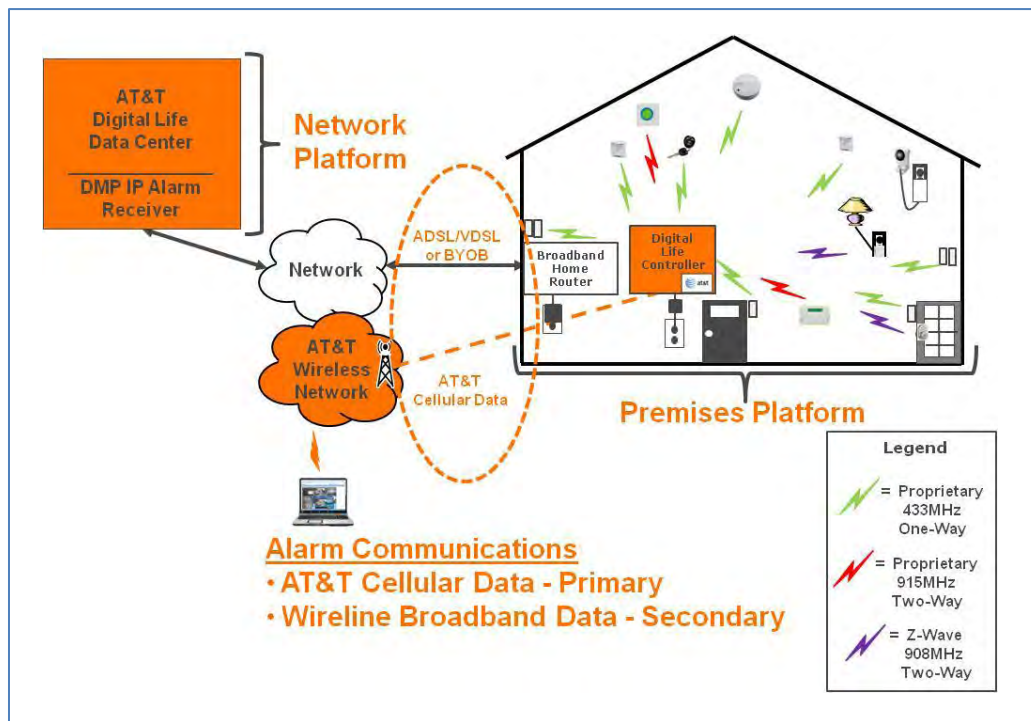 AT&T
Digital Life
Data Center
DMP IP Alarm
Receiver
Network
Platform
ADSL/VDSL
or BYOB
Network
Broadband
Home
Router
Digital
Life
Controller
at&t
AT&T
Wireless
Network
AT&T
Cellular Data
Premises Platform
Alarm Communications
• AT&T Cellular Data - Primary
• Wireline Broadband Data - Secondary
Legend
= Proprietary
433MHz
One-Way
= Proprietary
915MHz
Two-Way
= Z-Wave
908MHz
Two-Way